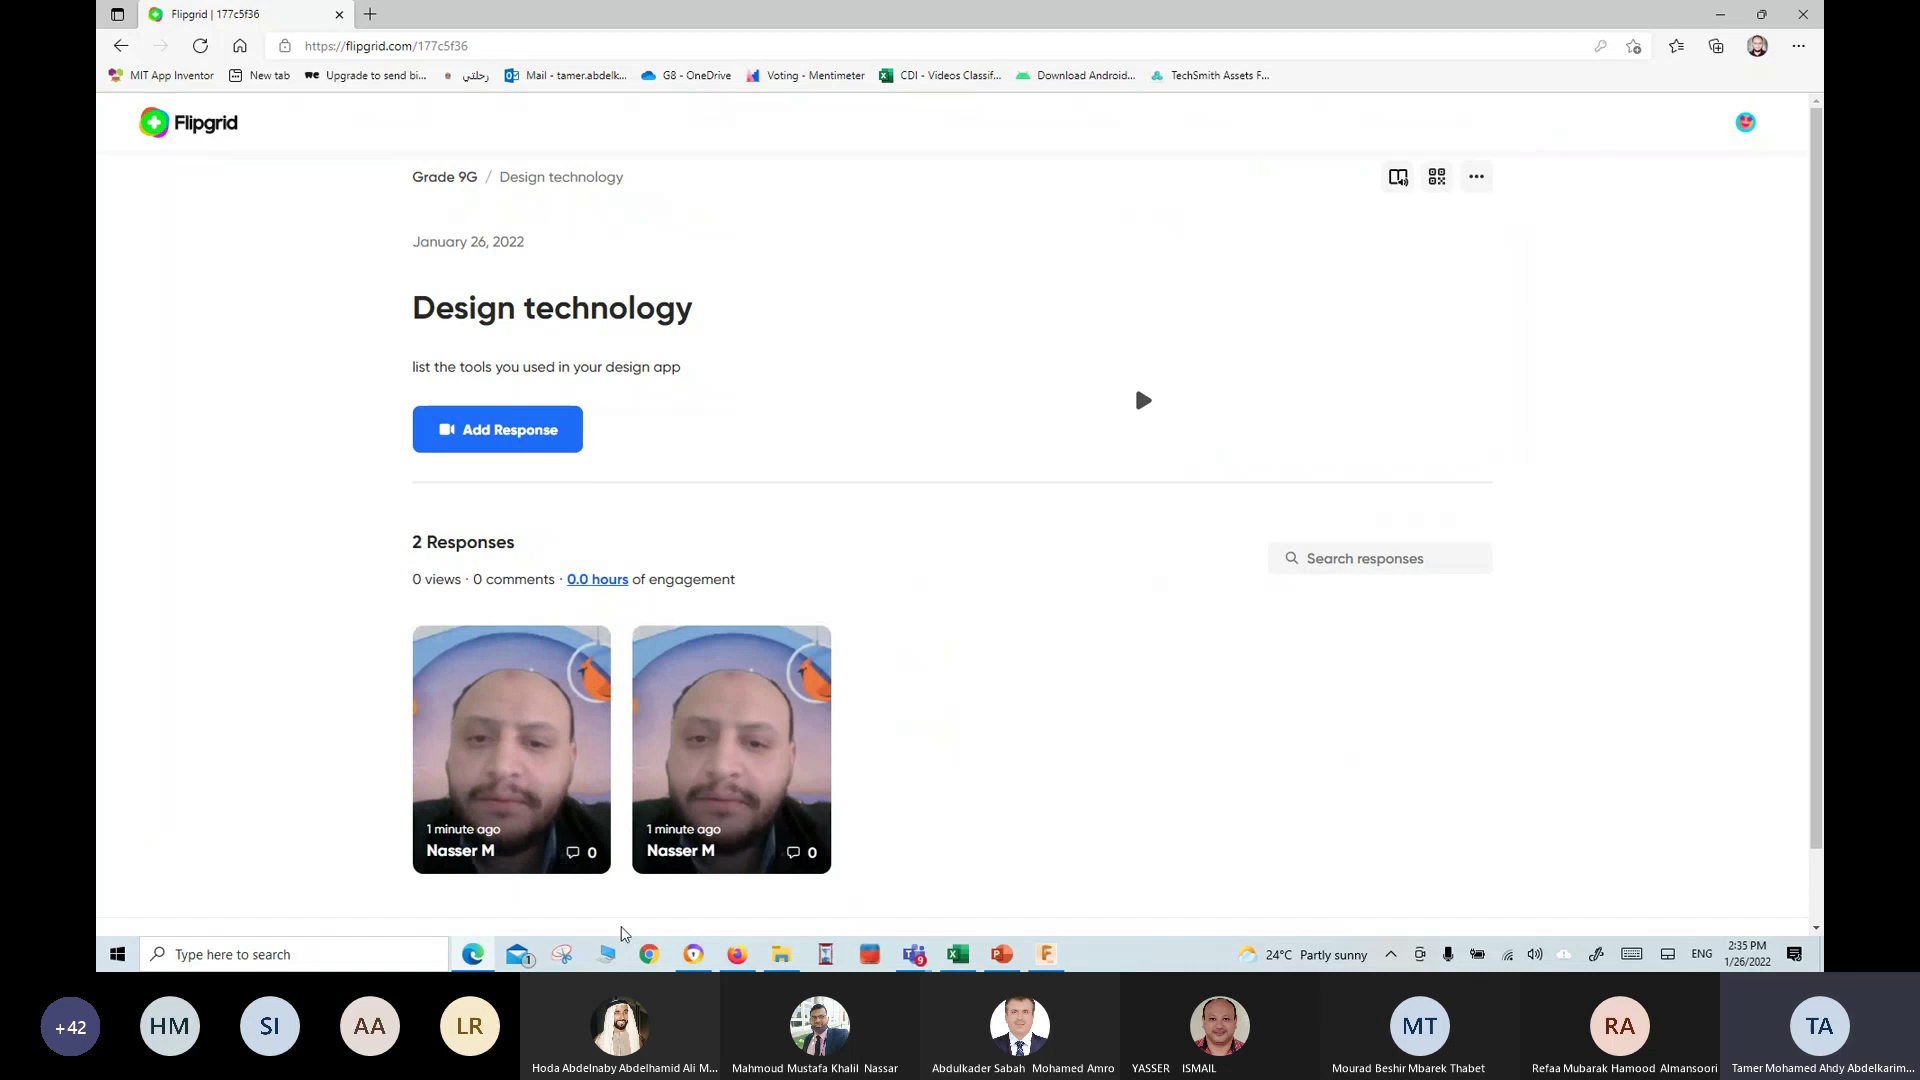 Flipgrid | 177c5f36
https://flipgrid.com/177c5f36
MIT App Inventor
New tab
Upgrade to send bi...
رحلتي
Mail - tamer.abdelk...
G8 - OneDrive
Voting - Mentimeter
CDI - Videos Classif...
Download Android...
TechSmith Assets F...
Flipgrid
Grade 9G / Design technology
January 26, 2022
Design technology
list the tools you used in your design app
Add Response
2 Responses
Search responses
0 views · 0 comments · 0.0 hours of engagement
1 minute ago
Nasser M
0
1 minute ago
Nasser M
0
Type here to search
1
9
24°C Partly sunny
ENG
2:35 PM
1/26/2022
+42
HM
SI
AA
LR
MT
RA
TA
Hoda Abdelnaby Abdelhamid Ali M...
Mahmoud Mustafa Khalil Nassar
Abdulkader Sabah Mohamed Amro
YASSER ISMAIL
Mourad Beshir Mbarek Thabet
Refaa Mubarak Hamood Almansoori
Tamer Mohamed Ahdy Abdelkarim...